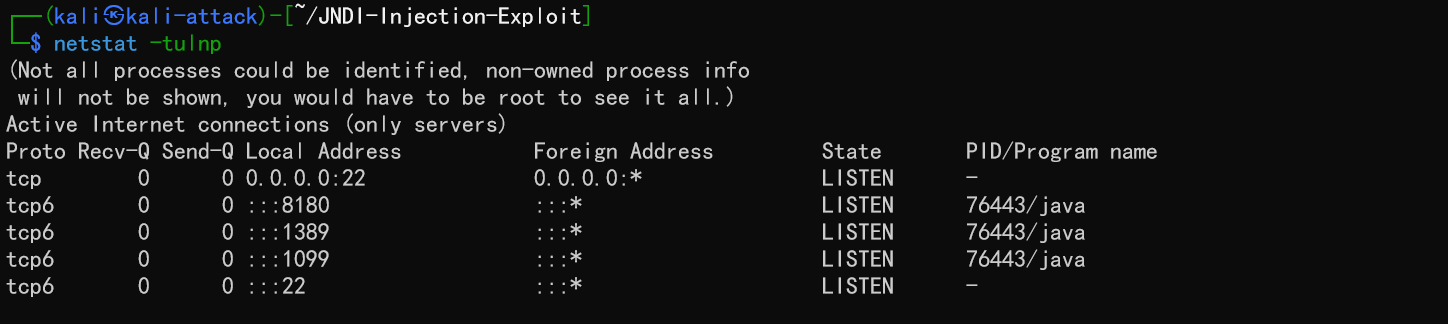 ┌──(kali㉿kali-attack)-[~/JNDI-Injection-Exploit]
└─$ netstat -tulnp
(Not all processes could be identified, non-owned process info
 will not be shown, you would have to be root to see it all.)
Active Internet connections (only servers)
Proto Recv-Q Send-Q Local Address           Foreign Address         State       PID/Program name
tcp        0      0 0.0.0.0:22              0.0.0.0:*               LISTEN      -
tcp6       0      0 :::8180                 :::*                    LISTEN      76443/java
tcp6       0      0 :::1389                 :::*                    LISTEN      76443/java
tcp6       0      0 :::1099                 :::*                    LISTEN      76443/java
tcp6       0      0 :::22                   :::*                    LISTEN      -